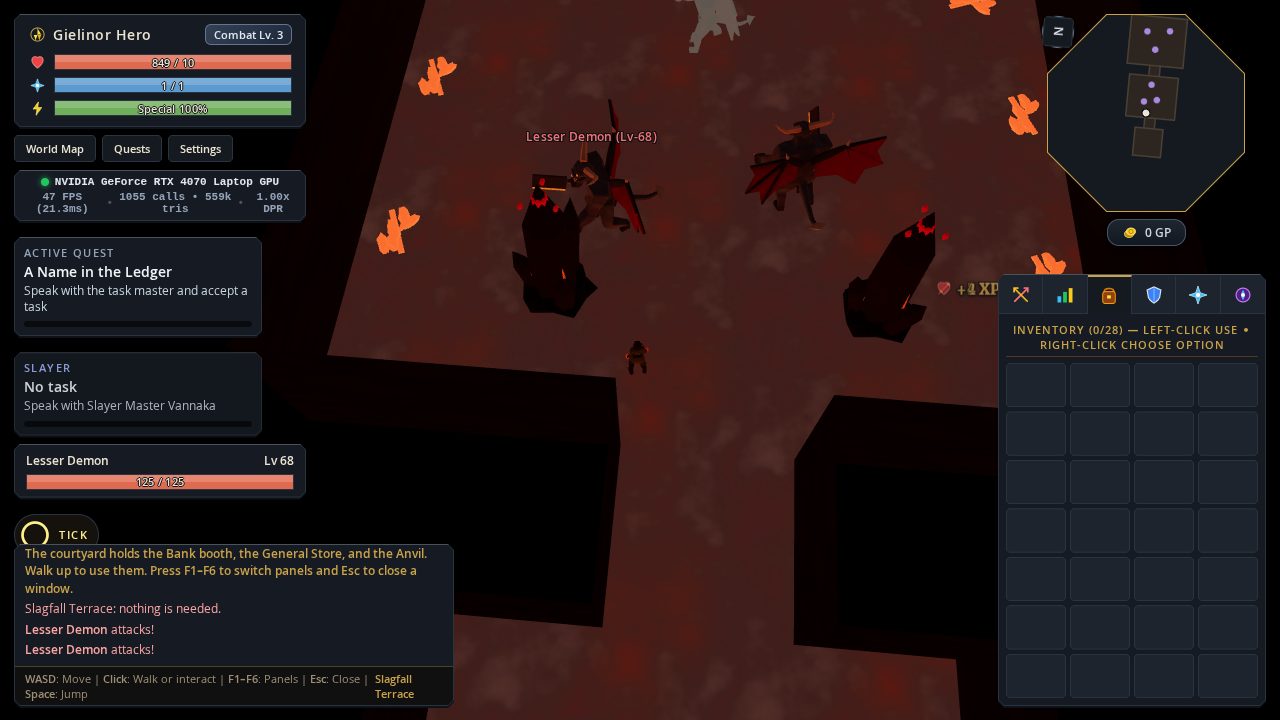 Gielinor Hero
Combat Lv. 3
849 / 10
1 / 1
Special 100%
World Map
Quests
Settings
NVIDIA GeForce RTX 4070 Laptop GPU
47 FPS (21.3ms) • 1055 calls • 559k tris • 1.00x DPR
ACTIVE QUEST
A Name in the Ledger
Speak with the task master and accept a
task
SLAYER
No task
Speak with Slayer Master Vannaka
Lesser Demon
Lv 68
125 / 125
TICK
The courtyard holds the Bank booth, the General Store, and the Anvil.
Walk up to use them. Press F1–F6 to switch panels and Esc to close a
window.
Slagfall Terrace: nothing is needed.
Lesser Demon attacks!
Lesser Demon attacks!
WASD: Move | Click: Walk or interact | F1–F6: Panels | Esc: Close |
Space: Jump
Slagfall
Terrace
Lesser Demon (Lv-68)
N
0 GP
INVENTORY (0/28) — LEFT-CLICK USE •
RIGHT-CLICK CHOOSE OPTION